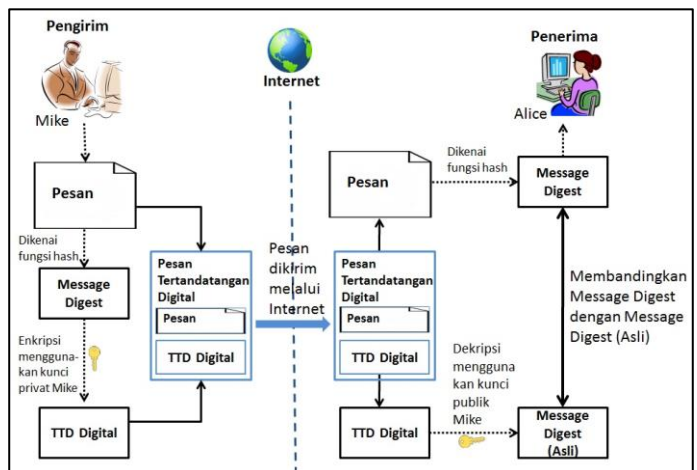 Pengirim
Mike
Pesan
Dikenai
fungsi hash
Message
Digest
Enkripsi
mengguna-
kan kunci
privat Mike
TTD Digital
Pesan
Tertandatangan
Digital
Pesan
TTD Digital
Internet
Pesan
dikirim
melalui
Internet
Penerima
Alice
Pesan
Dikenai
fungsi hash
Message
Digest
Pesan
Tertandatangan
Digital
Pesan
TTD Digital
TTD Digital
Dekripsi
mengguna
kan kunci
publik
Mike
Message
Digest
(Asli)
Membandingkan
Message Digest
dengan Message
Digest (Asli)